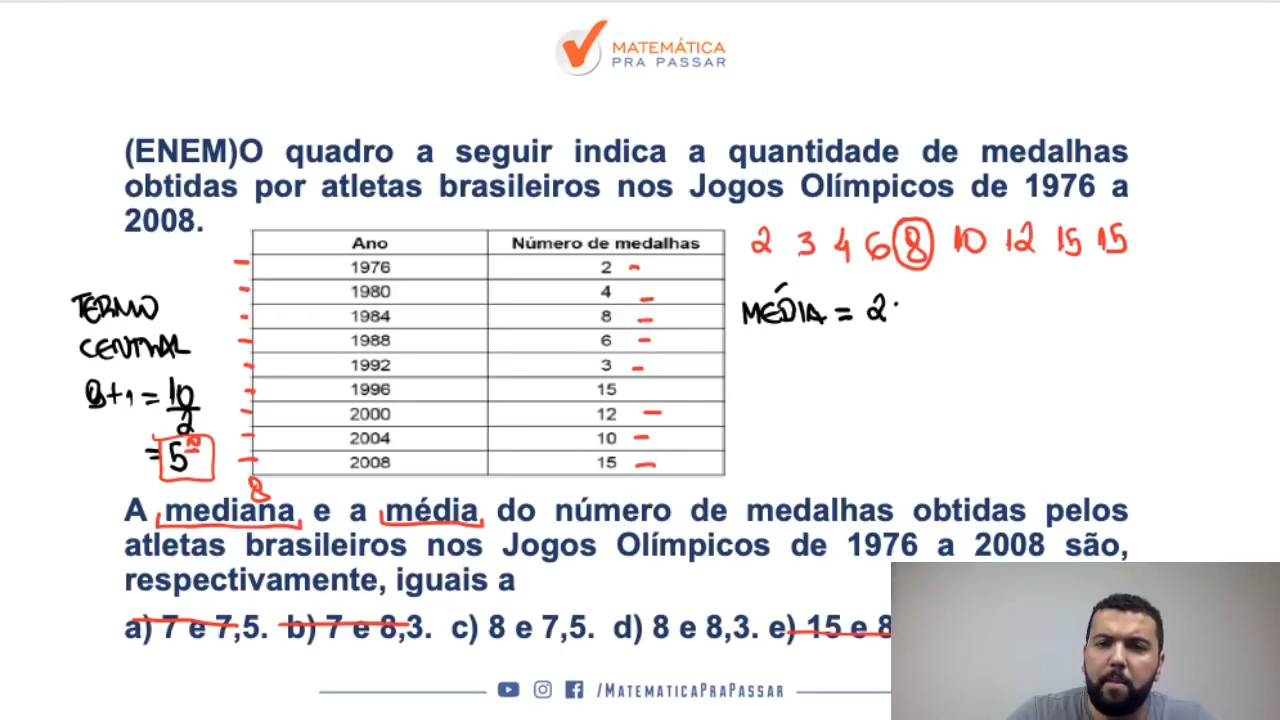 MATEMÁTICA
PRA PASSAR
(ENEM)O quadro a seguir indica a quantidade de medalhas
obtidas por atletas brasileiros nos Jogos Olímpicos de 1976 a
2008.
Ano Número de medalhas
1976 2
1980 4
1984 8
1988 6
1992 3
1996 15
2000 12
2004 10
2008 15
2 3 4 6 8 10 12 15 15
MÉDIA = 2
TERMO
CENTRAL
9+1 = 10
2
= 5º
8
A mediana e a média do número de medalhas obtidas pelos
atletas brasileiros nos Jogos Olímpicos de 1976 a 2008 são,
respectivamente, iguais a
a) 7 e 7,5. b) 7 e 8,3. c) 8 e 7,5. d) 8 e 8,3. e) 15 e 8
/MATEMATICAPRAPASSAR